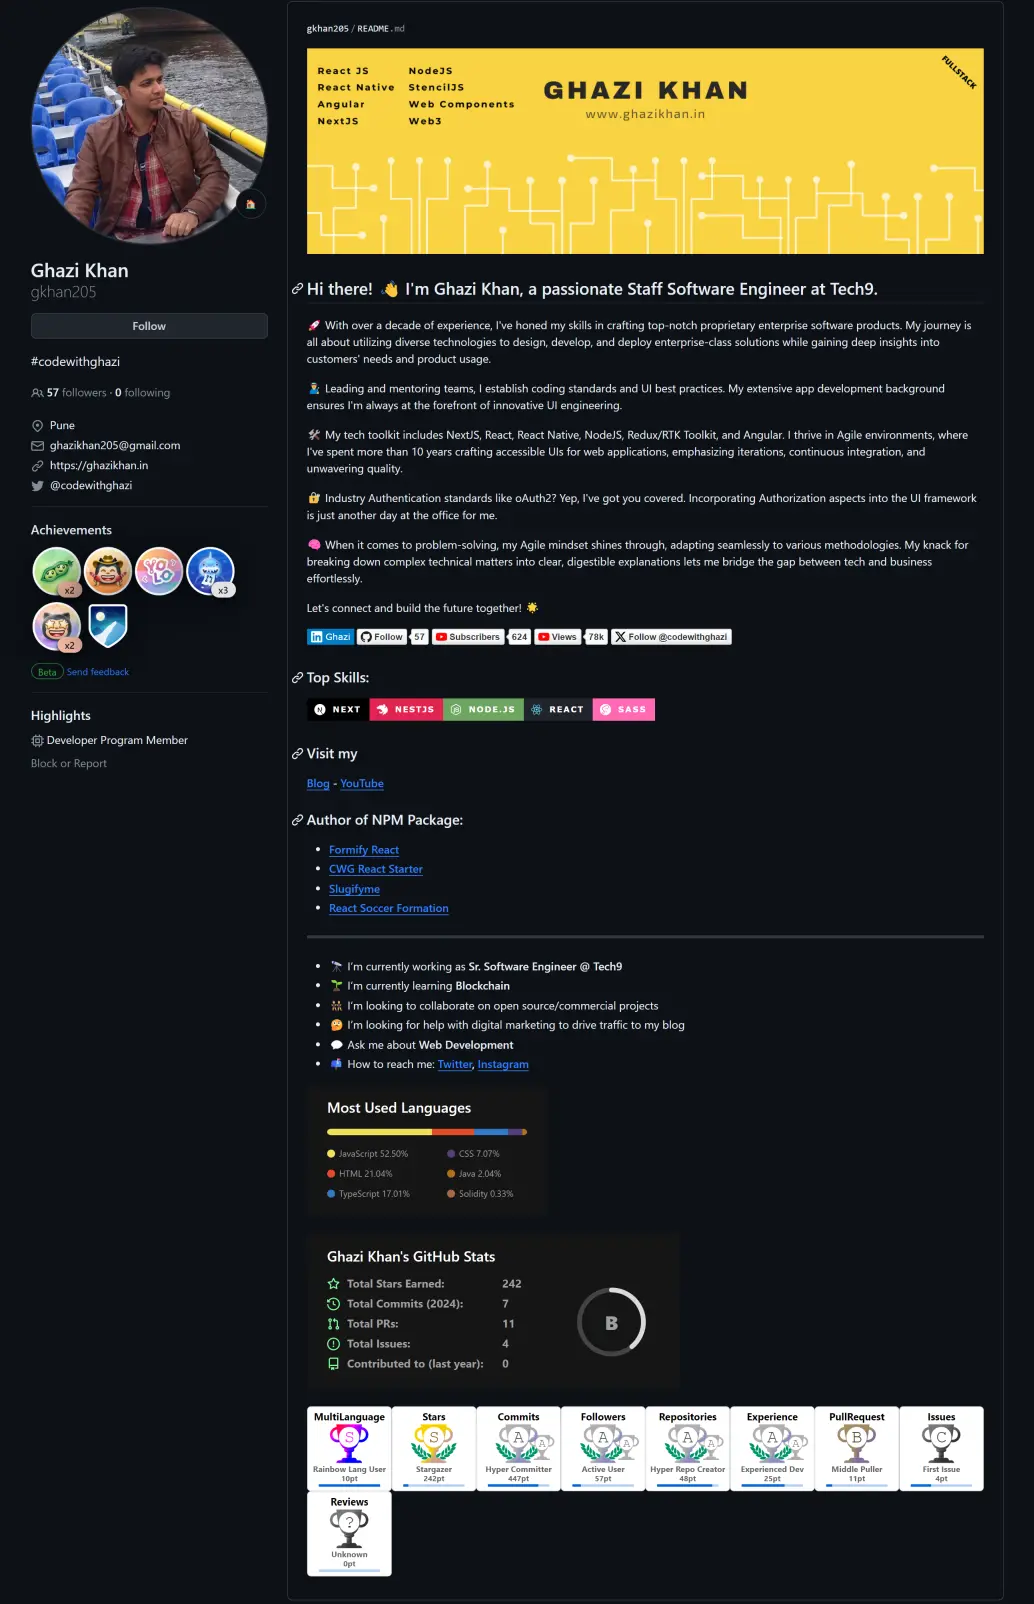 Ghazi Khan
gkhan205
Follow
#codewithghazi
57 followers · 0 following
Pune
ghazikhan205@gmail.com
https://ghazikhan.in
@codewithghazi
Achievements
x2
YOLO
x3
x2
Beta Send feedback
Highlights
Developer Program Member
Block or Report
gkhan205/README.md
React JS NodeJS
React Native StencilJS
Angular Web Components
NextJS Web3
GHAZI KHAN
www.ghazikhan.in
FULLSTACK
Hi there! 👋 I'm Ghazi Khan, a passionate Staff Software Engineer at Tech9.
🚀 With over a decade of experience, I've honed my skills in crafting top-notch proprietary enterprise software products. My journey is
all about utilizing diverse technologies to design, develop, and deploy enterprise-class solutions while gaining deep insights into
customers' needs and product usage.
👨‍🏫 Leading and mentoring teams, I establish coding standards and UI best practices. My extensive app development background
ensures I'm always at the forefront of innovative UI engineering.
🛠️ My tech toolkit includes NextJS, React, React Native, NodeJS, Redux/RTK Toolkit, and Angular. I thrive in Agile environments, where
I've spent more than 10 years crafting accessible UIs for web applications, emphasizing iterations, continuous integration, and
unwavering quality.
🔐 Industry Authentication standards like oAuth2? Yep, I've got you covered. Incorporating Authorization aspects into the UI framework
is just another day at the office for me.
🧠 When it comes to problem-solving, my Agile mindset shines through, adapting seamlessly to various methodologies. My knack for
breaking down complex technical matters into clear, digestible explanations lets me bridge the gap between tech and business
effortlessly.
Let's connect and build the future together! 🌟
Ghazi Follow 57 Subscribers 624 Views 78k Follow @codewithghazi
Top Skills:
NEXT NESTJS NODE.JS REACT SASS
Visit my
Blog - YouTube
Author of NPM Package:
• Formify React
• CWG React Starter
• Slugifyme
• React Soccer Formation
• 🔭 I'm currently working as Sr. Software Engineer @ Tech9
• 🌱 I'm currently learning Blockchain
• 👯 I'm looking to collaborate on open source/commercial projects
• 🤔 I'm looking for help with digital marketing to drive traffic to my blog
• 💬 Ask me about Web Development
• 📫 How to reach me: Twitter, Instagram
Most Used Languages
JavaScript 52.50% CSS 7.07%
HTML 21.04% Java 2.04%
TypeScript 17.01% Solidity 0.33%
Ghazi Khan's GitHub Stats
Total Stars Earned: 242
Total Commits (2024): 7
Total PRs: 11
Total Issues: 4
Contributed to (last year): 0
B
MultiLanguage Stars Commits Followers Repositories Experience PullRequest Issues
S S A A A A A A A A B C
Rainbow Lang User Stargazer Hyper Committer Active User Hyper Repo Creator Experienced Dev Middle Puller First Issue
10pt 242pt 447pt 57pt 48pt 25pt 11pt 4pt
Reviews
?
Unknown
0pt